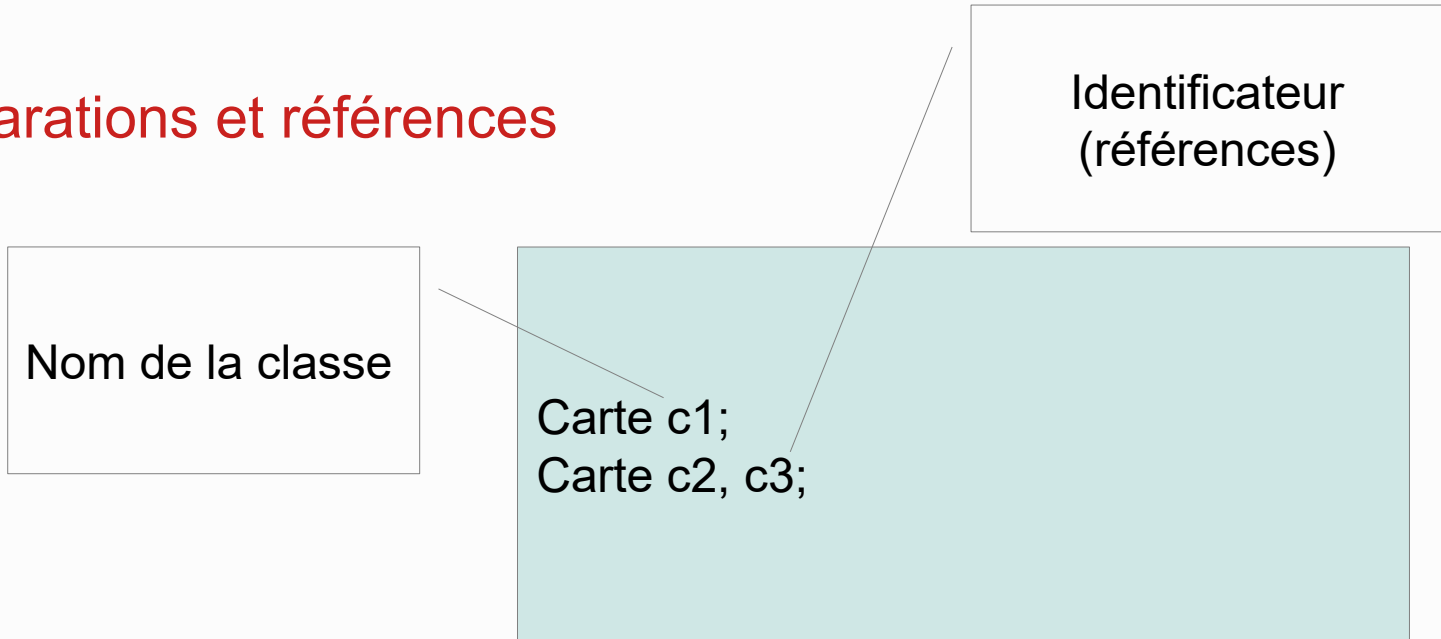 arations et références
Identificateur
(références)
Nom de la classe
Carte c1;
Carte c2, c3;